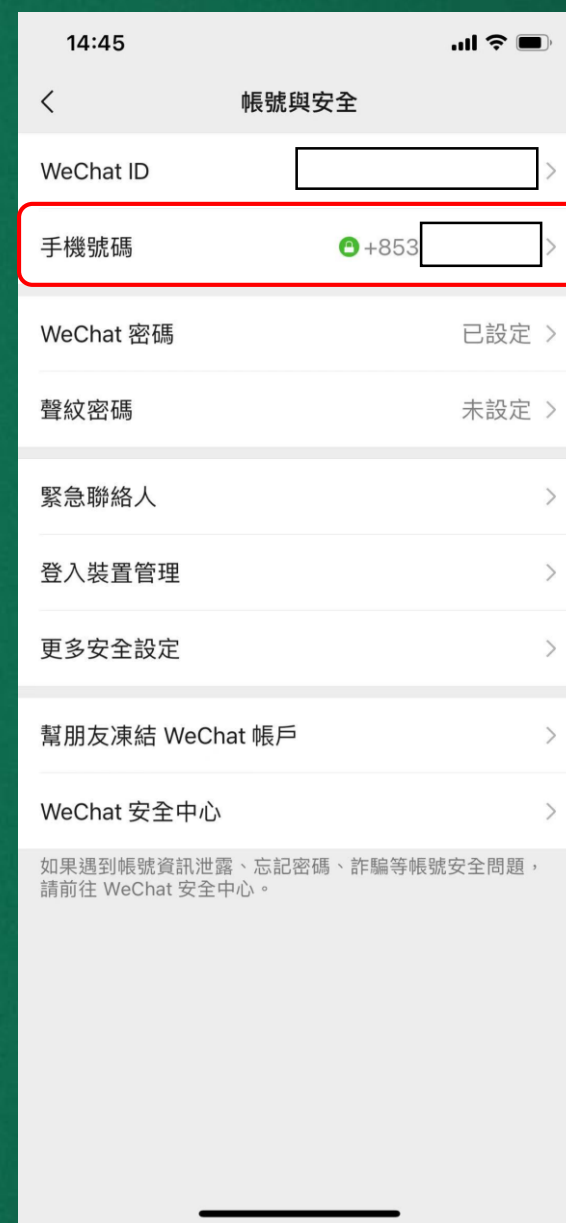 14:45
帳號與安全
WeChat ID
手機號碼 +853
WeChat 密碼 已設定
聲紋密碼 未設定
緊急聯絡人
登入裝置管理
更多安全設定
幫朋友凍結 WeChat 帳戶
WeChat 安全中心
如果遇到帳號資訊泄露、忘記密碼、詐騙等帳號安全問題，
請前往 WeChat 安全中心。